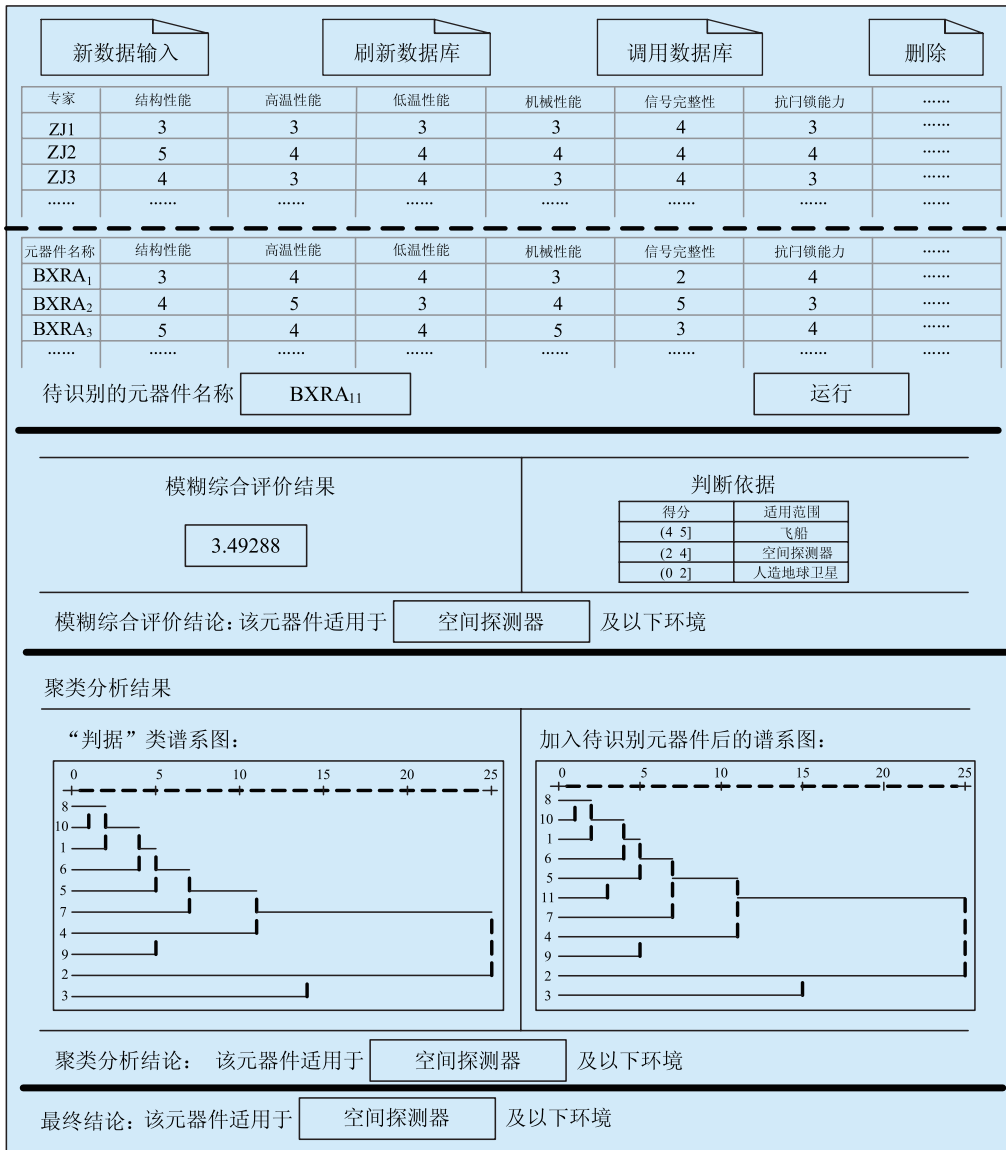 新数据输入 刷新数据库 调用数据库 删除
专家 结构性能 高温性能 低温性能 机械性能 信号完整性 抗闩锁能力 ……
ZJ1 3 3 3 3 4 3 ……
ZJ2 5 4 4 4 4 4 ……
ZJ3 4 3 4 3 4 3 ……
…… …… …… …… …… …… …… ……
元器件名称 结构性能 高温性能 低温性能 机械性能 信号完整性 抗闩锁能力 ……
BXRA₁ 3 4 4 3 2 4 ……
BXRA₂ 4 5 3 4 5 3 ……
BXRA₃ 5 4 4 5 3 4 ……
…… …… …… …… …… …… …… ……
待识别的元器件名称 BXRA₁₁ 运行
模糊综合评价结果
3.49288
判断依据
得分 适用范围
(4 5] 飞船
(2 4] 空间探测器
(0 2] 人造地球卫星
模糊综合评价结论：该元器件适用于 空间探测器 及以下环境
聚类分析结果
“判据”类谱系图：
0 5 10 15 20 25
8
10
1
6
5
7
4
9
2
3
加入待识别元器件后的谱系图：
0 5 10 15 20 25
8
10
1
6
5
11
7
4
9
2
3
聚类分析结论： 该元器件适用于 空间探测器 及以下环境
最终结论：该元器件适用于 空间探测器 及以下环境